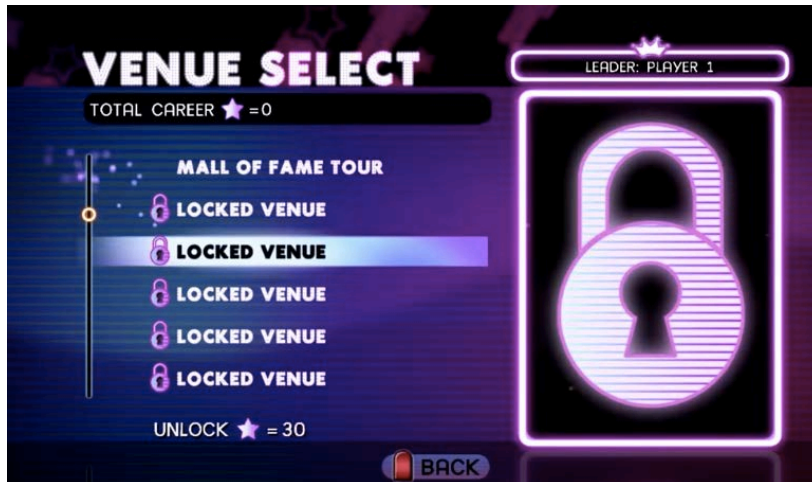 VENUE SELECT
LEADER: PLAYER 1
TOTAL CAREER =0
MALL OF FAME TOUR
LOCKED VENUE
LOCKED VENUE
LOCKED VENUE
LOCKED VENUE
LOCKED VENUE
UNLOCK = 30
BACK